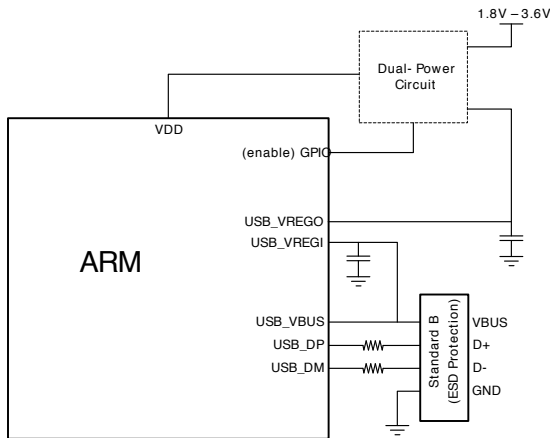 1.8V – 3.6V
Dual- Power
Circuit
VDD
(enable) GPIO
USB_VREGO
USB_VREGI
ARM
USB_VBUS
USB_DP
USB_DM
Standard B
(ESD Protection)
VBUS
D+
D-
GND